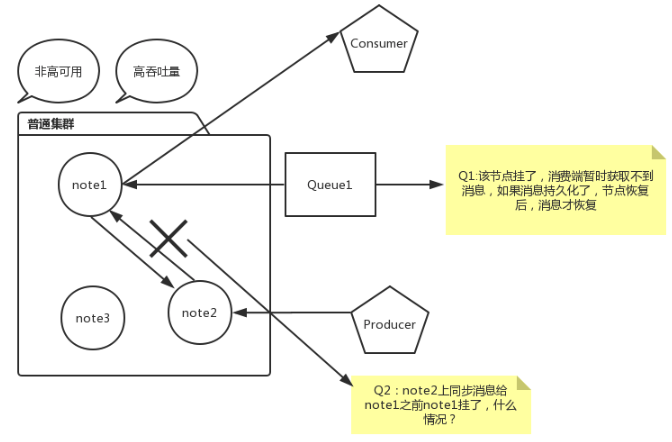 Consumer
非高可用
高吞吐量
普通集群
note1
Queue1
Q1:该节点挂了，消费端暂时获取不到
消息，如果消息持久化了，节点恢复
后，消息才恢复
note3
note2
Producer
Q2：note2上同步消息给
note1之前note1挂了，什么
情况？